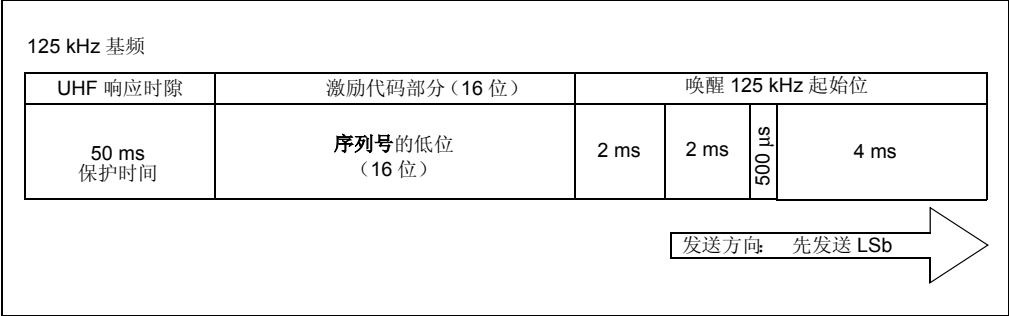 125 kHz 基频
UHF 响应时隙
激励代码部分（16 位）
唤醒 125 kHz 起始位
50 ms
保护时间
序列号的低位
（16 位）
2 ms
2 ms
500 µs
4 ms
发送方向： 先发送 LSb